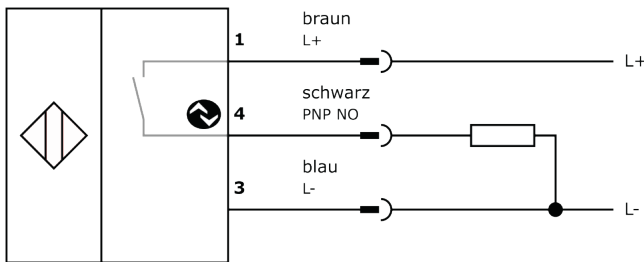 braun
1 L+ L+
schwarz
4 PNP NO
blau
3 L- L-